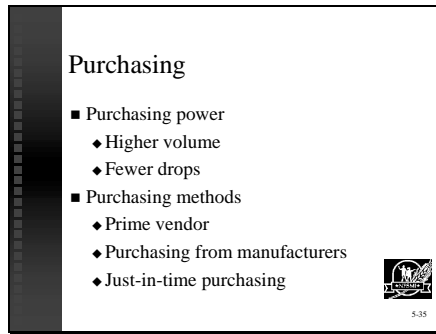 Purchasing
■ Purchasing power
◆ Higher volume
◆ Fewer drops
■ Purchasing methods
◆ Prime vendor
◆ Purchasing from manufacturers
◆ Just-in-time purchasing
NFSMI
5-35